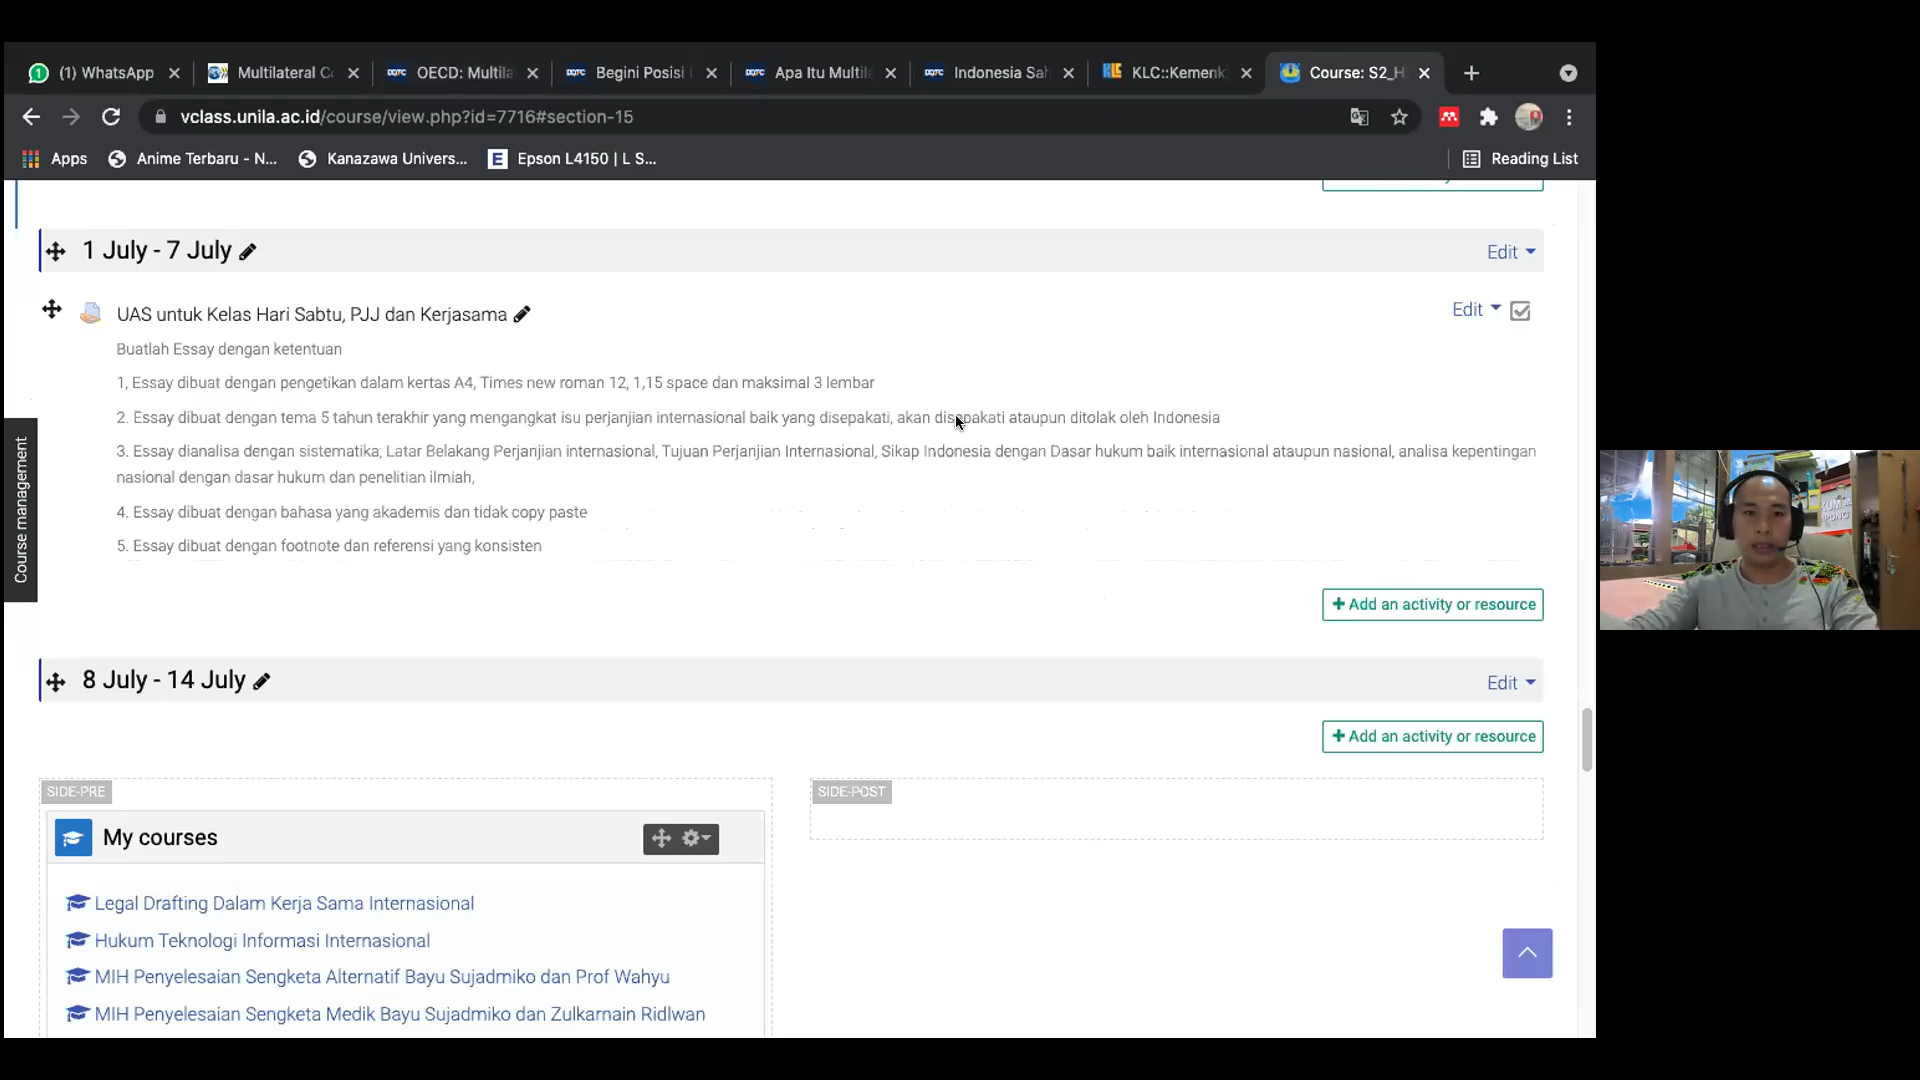 (1) WhatsApp
Multilateral Co
OECD: Multila
Begini Posisi
Apa Itu Multil
Indonesia Sah
KLC::Kemenk
Course: S2_H
vclass.unila.ac.id/course/view.php?id=7716#section-15
Apps
Anime Terbaru - N...
Kanazawa Univers...
E
Epson L4150 | L S...
Reading List
1 July - 7 July
Edit
UAS untuk Kelas Hari Sabtu, PJJ dan Kerjasama
Edit
Buatlah Essay dengan ketentuan
1, Essay dibuat dengan pengetikan dalam kertas A4, Times new roman 12, 1,15 space dan maksimal 3 lembar
2. Essay dibuat dengan tema 5 tahun terakhir yang mengangkat isu perjanjian internasional baik yang disepakati, akan disepakati ataupun ditolak oleh Indonesia
3. Essay dianalisa dengan sistematika; Latar Belakang Perjanjian internasional, Tujuan Perjanjian Internasional, Sikap Indonesia dengan Dasar hukum baik internasional ataupun nasional, analisa kepentingan
nasional dengan dasar hukum dan penelitian ilmiah,
4. Essay dibuat dengan bahasa yang akademis dan tidak copy paste
5. Essay dibuat dengan footnote dan referensi yang konsisten
Course management
+ Add an activity or resource
8 July - 14 July
Edit
+ Add an activity or resource
SIDE-PRE
SIDE-POST
My courses
Legal Drafting Dalam Kerja Sama Internasional
Hukum Teknologi Informasi Internasional
MIH Penyelesaian Sengketa Alternatif Bayu Sujadmiko dan Prof Wahyu
MIH Penyelesaian Sengketa Medik Bayu Sujadmiko dan Zulkarnain Ridlwan